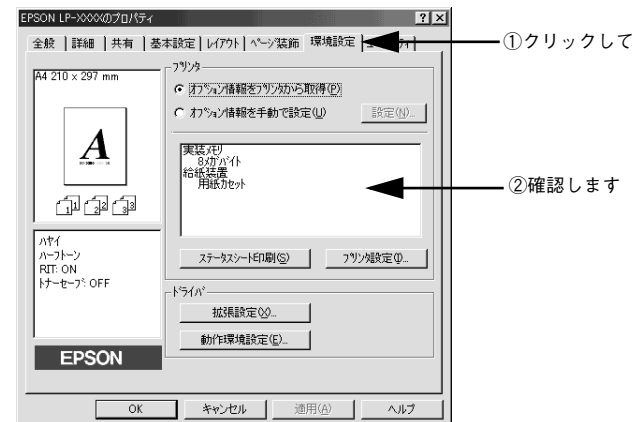 EPSON LP-XXXXのプロパティ
全般 詳細 共有 基本設定 レイアウト ページ装飾 環境設定
①クリックして
A4 210 x 297 mm
プリンタ
オプション情報をプリンタから取得(P)
オプション情報を手動で設定(U) 設定(N)...
A
実装メモリ
8メガバイト
給紙装置
用紙カセット
②確認します
1 1 2 2 3 3
ステータスシート印刷(S) プリンタ設定(I)...
ハヤイ
ハーフトーン
RIT: ON
トナーセーブ: OFF
ドライバ
拡張設定(X)...
動作環境設定(E)...
EPSON
OK キャンセル 適用(A) ヘルプ